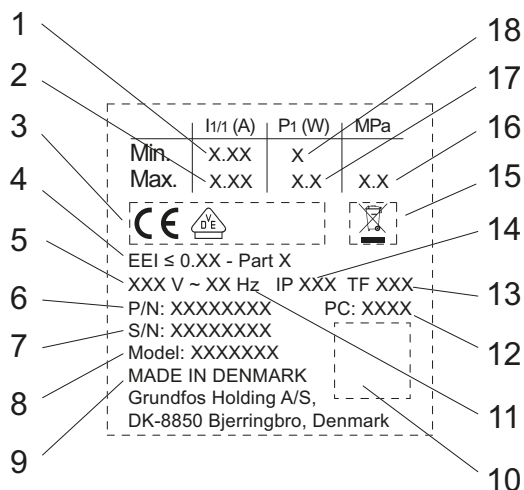 1
2
3
4
5
6
7
8
9
18
17
16
15
14
13
12
11
10
I1/1 (A) P1 (W) MPa
Min. X.XX X
Max. X.XX X.X X.X
CE DVE
EEI ≤ 0.XX - Part X
XXX V ~ XX Hz IP XXX TF XXX
P/N: XXXXXXXX PC: XXXX
S/N: XXXXXXXX
Model: XXXXXXX
MADE IN DENMARK
Grundfos Holding A/S,
DK-8850 Bjerringbro, Denmark